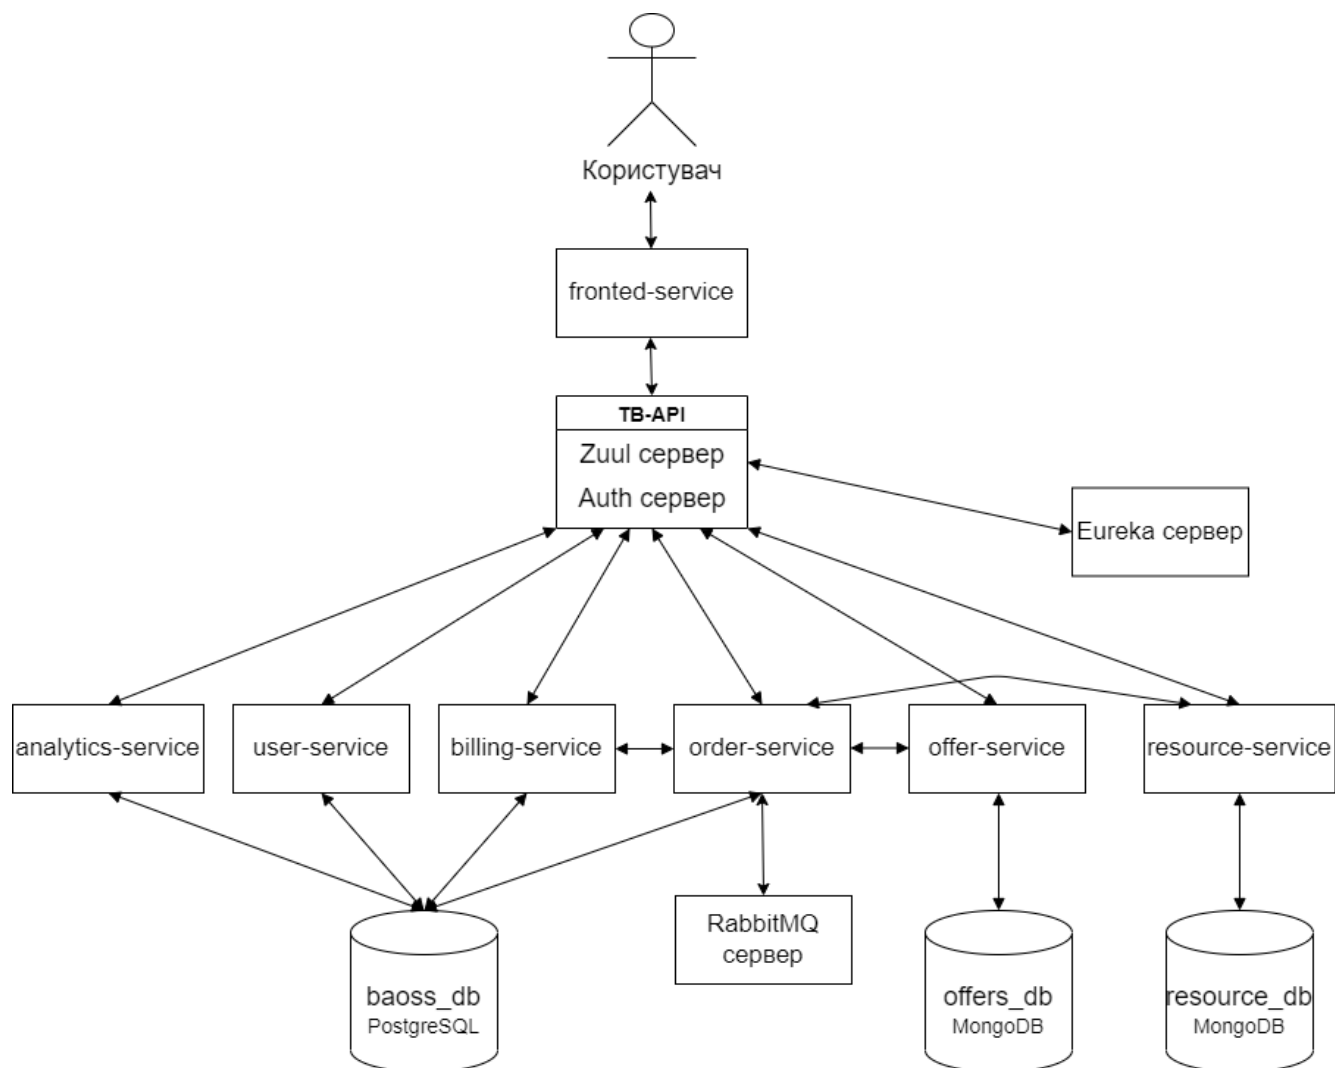 Користувач
fronted-service
TB-API
Zuul сервер
Auth сервер
Eureka сервер
analytics-service
user-service
billing-service
order-service
offer-service
resource-service
RabbitMQ
сервер
baoss_db
PostgreSQL
offers_db
MongoDB
resource_db
MongoDB